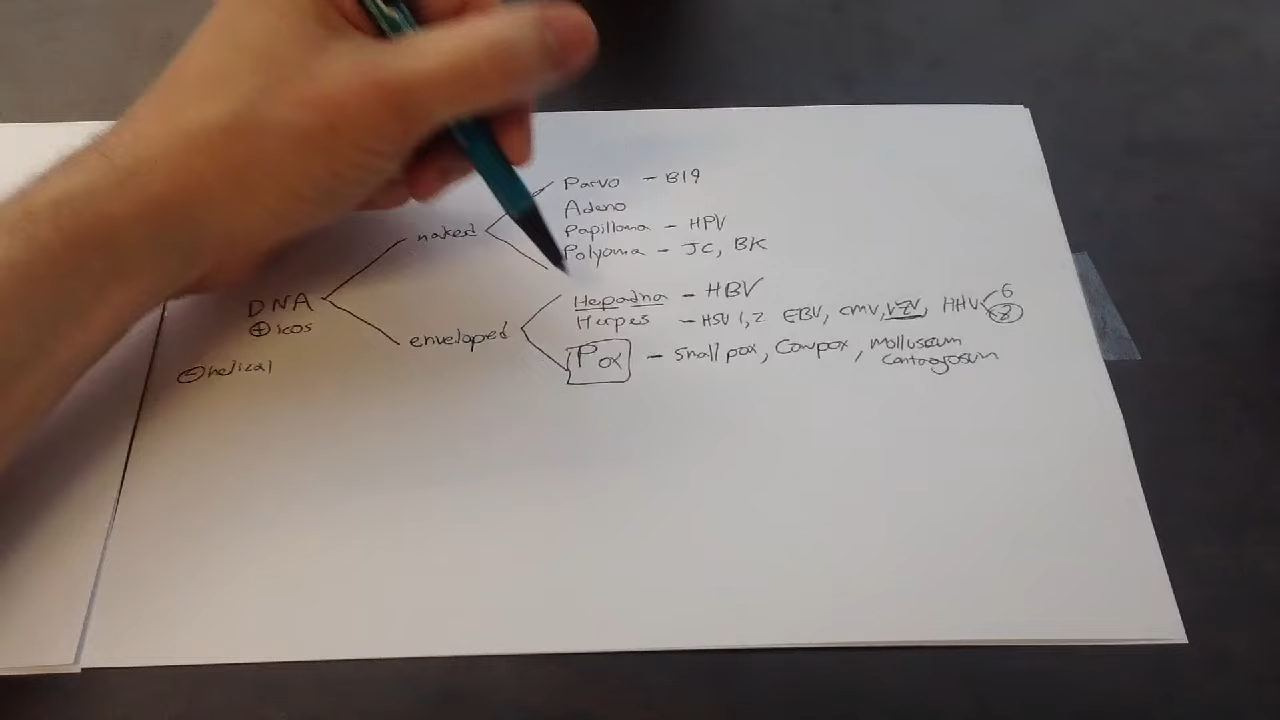 Parvo - B19
Adeno
naked
Papilloma - HPV
Polyoma - JC, BK
DNA
⊕ icos
⊖ helical
enveloped
Hepadna - HBV
Herpes - HSV 1,2 EBV, CMV, VZV, HHV 6
8
Pox - Small pox, Cowpox, molluscum
contagiosum